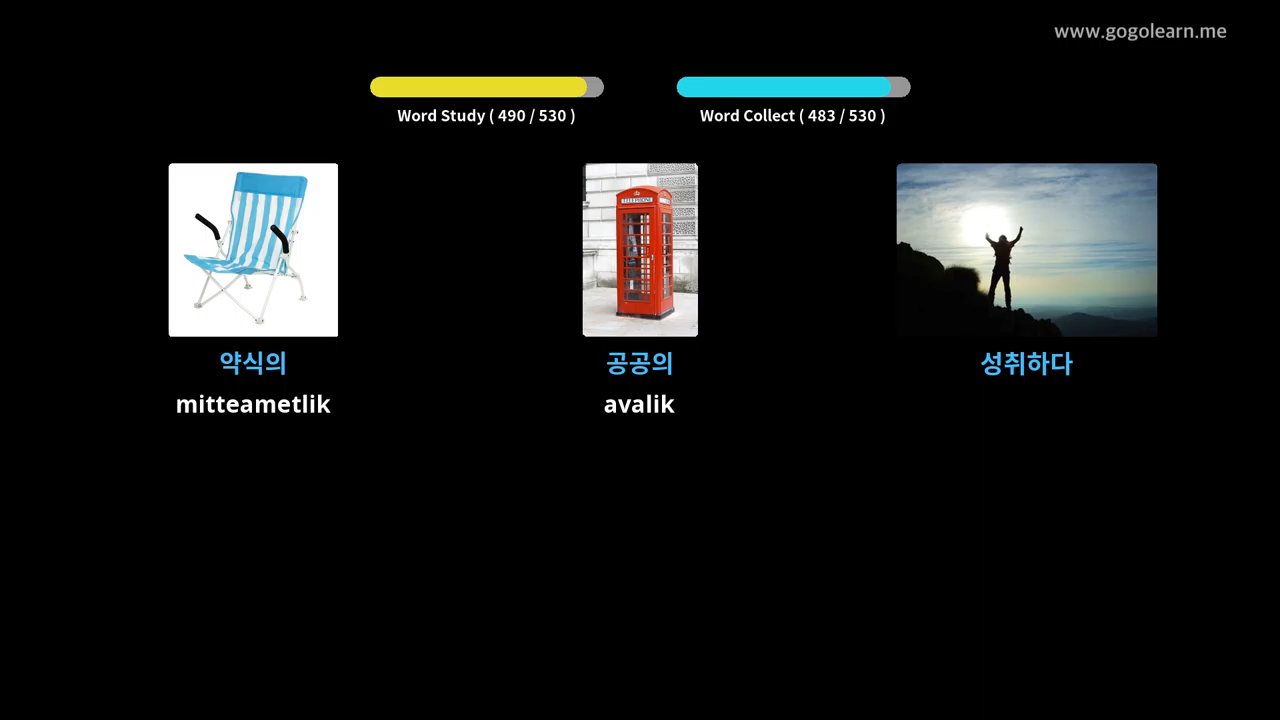 www.gogolearn.me
Word Study ( 490 / 530 )
Word Collect ( 483 / 530 )
TELEPHONE
약식의
공공의
성취하다
mitteametlik
avalik